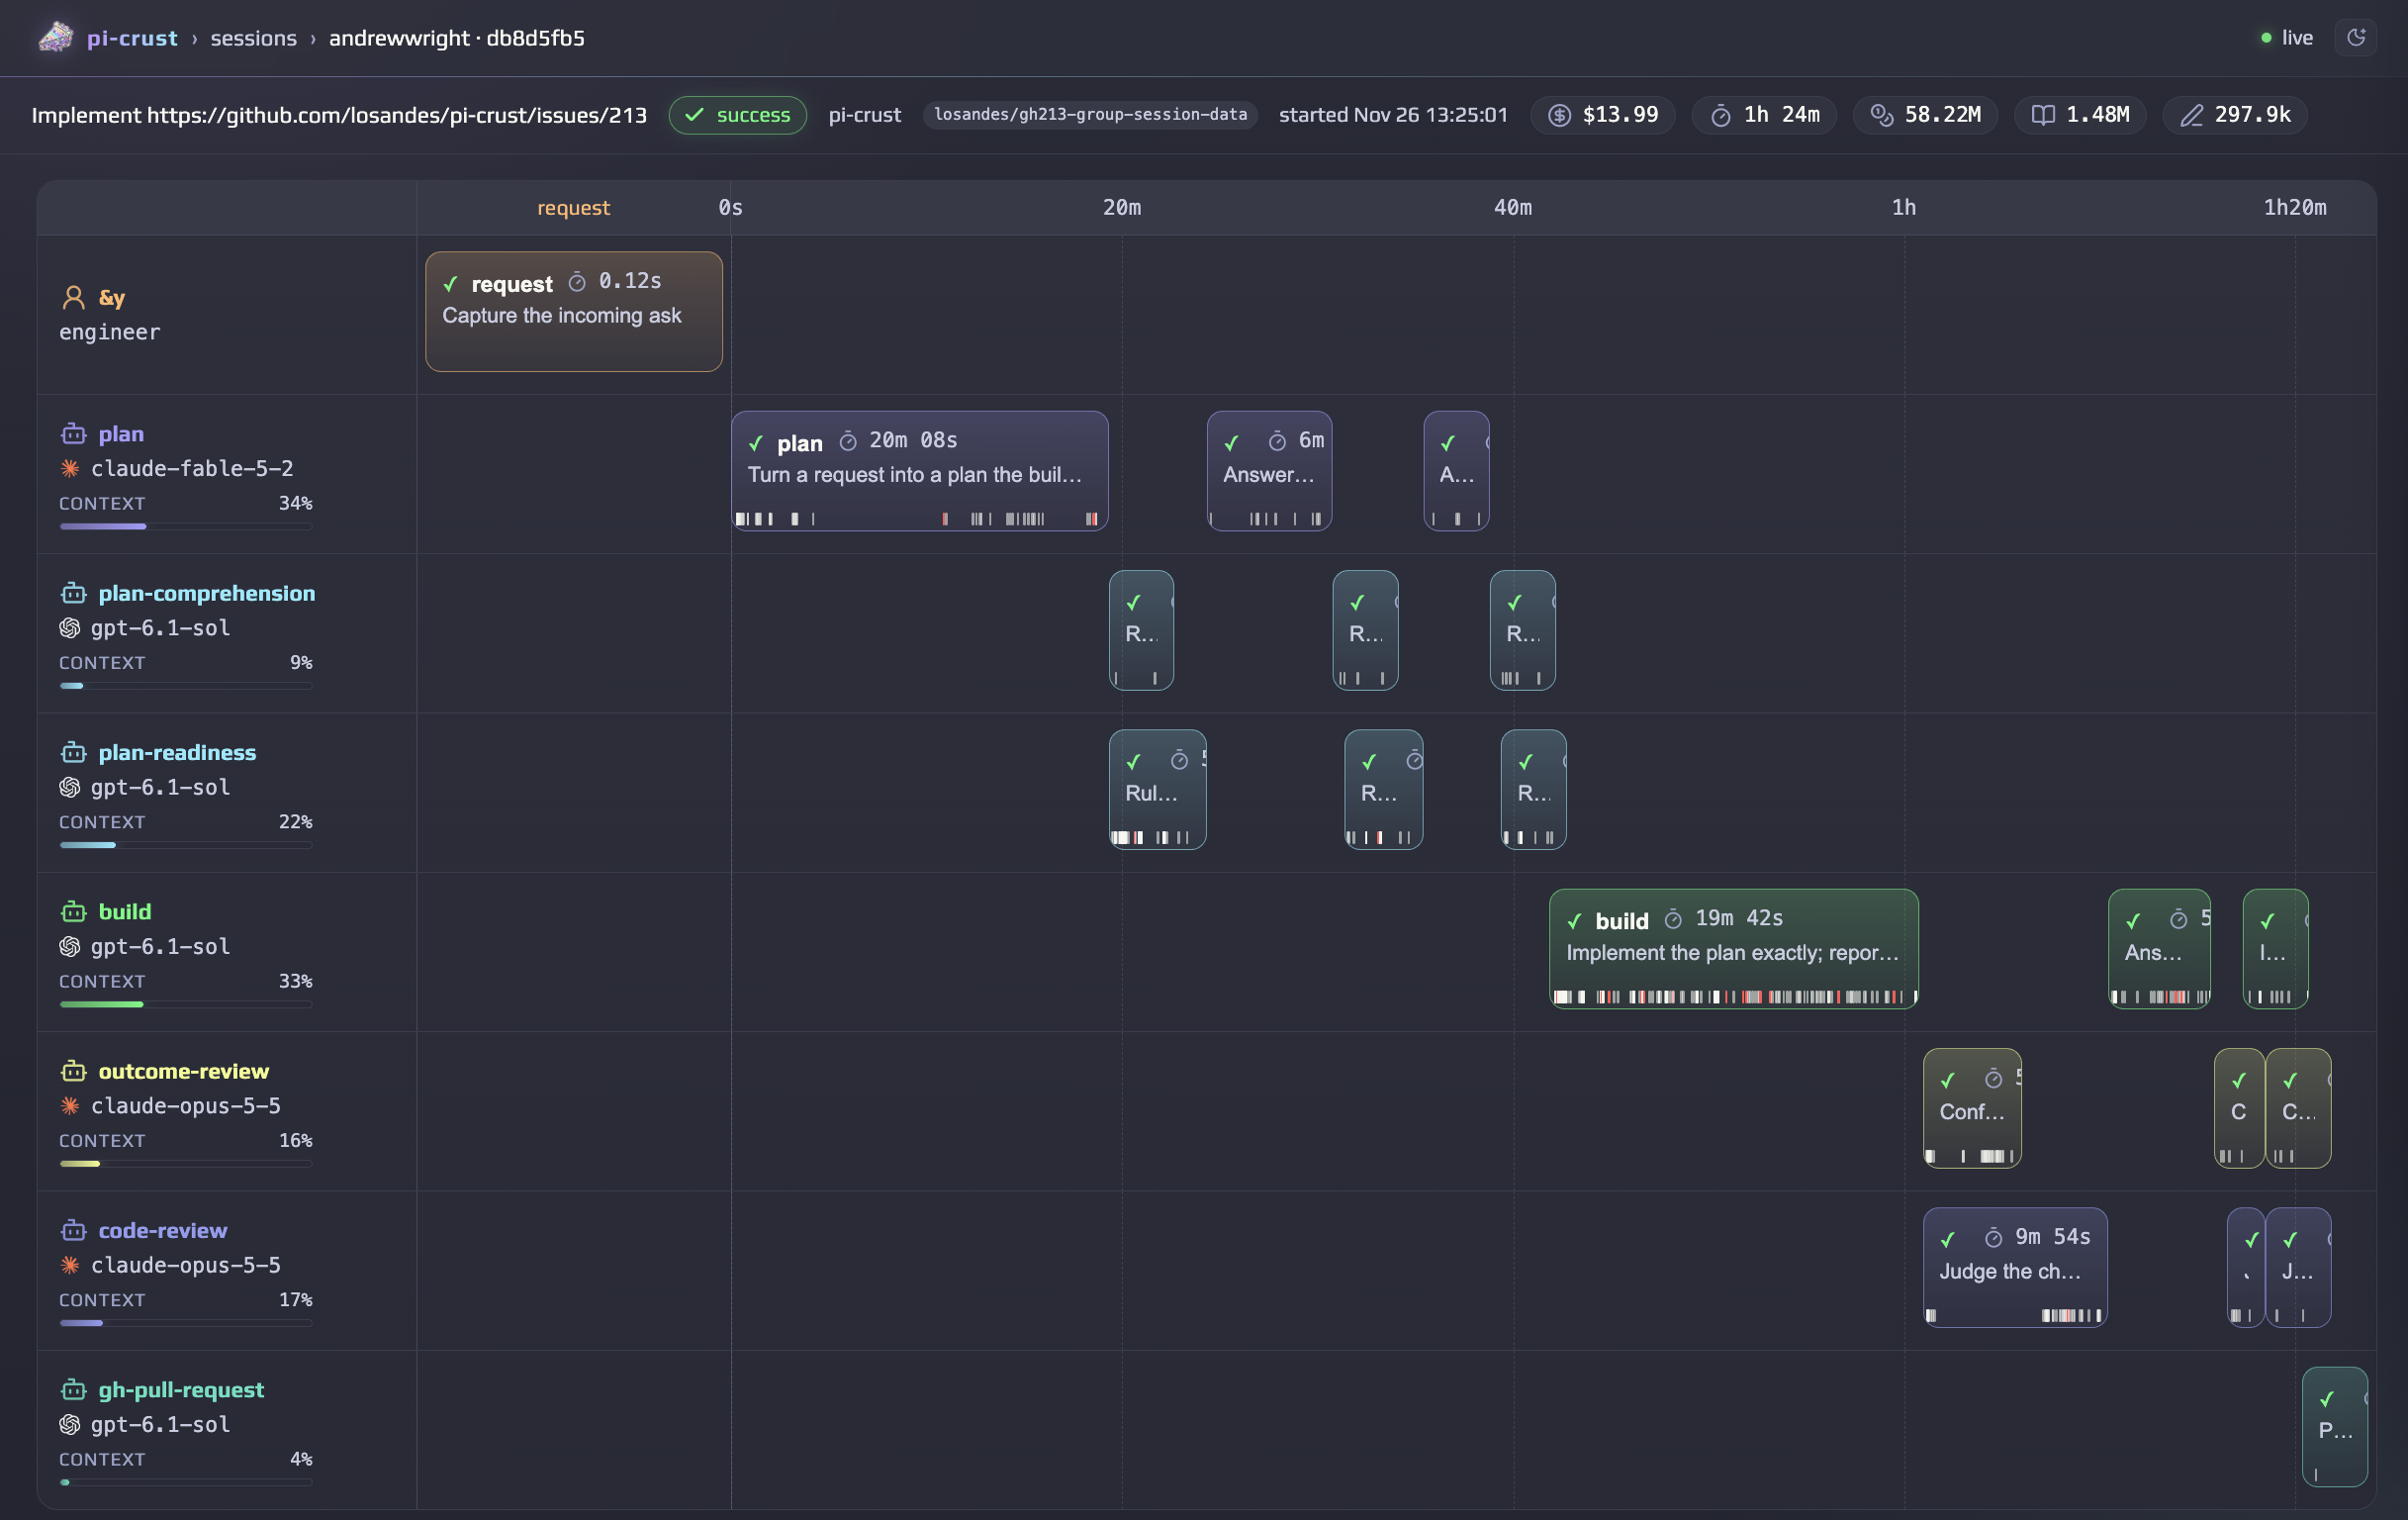 pi-crust › sessions › andrewwright · db8d5fb5
live
Implement https://github.com/losandes/pi-crust/issues/213
success
pi-crust
losandes/gh213-group-session-data
started Nov 26 13:25:01
$13.99
1h 24m
58.22M
1.48M
297.9k
request
0s
20m
40m
1h
1h20m
&y
engineer
request 0.12s
Capture the incoming ask
plan
claude-fable-5-2
CONTEXT 34%
plan 20m 08s
Turn a request into a plan the buil...
6m
Answer...
A...
plan-comprehension
gpt-6.1-sol
CONTEXT 9%
R...
R...
R...
plan-readiness
gpt-6.1-sol
CONTEXT 22%
Rul...
R...
R...
build
gpt-6.1-sol
CONTEXT 33%
build 19m 42s
Implement the plan exactly; repor...
5
Ans...
I...
outcome-review
claude-opus-5-5
CONTEXT 16%
Conf...
C
C...
code-review
claude-opus-5-5
CONTEXT 17%
9m 54s
Judge the ch...
J...
gh-pull-request
gpt-6.1-sol
CONTEXT 4%
P...